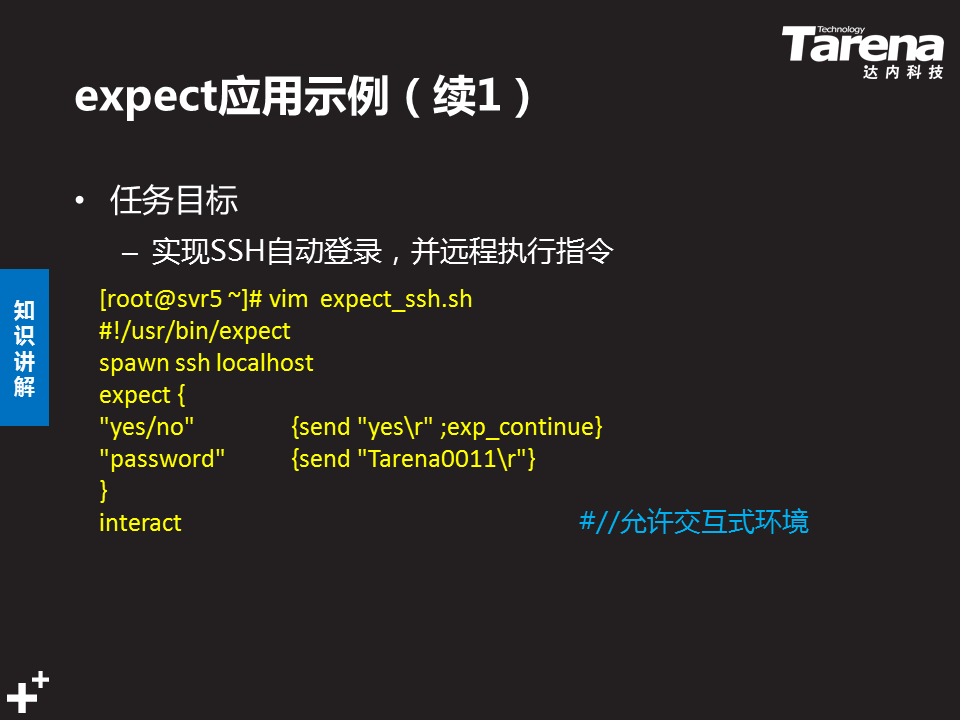 Technology
Tarena
达内科技
expect应用示例（续1）
• 任务目标
– 实现SSH自动登录，并远程执行指令
知识讲解
[root@svr5 ~]# vim  expect_ssh.sh
#!/usr/bin/expect
spawn ssh localhost
expect {
"yes/no" {send "yes\r" ;exp_continue}
"password" {send "Tarena0011\r"}
}
interact #//允许交互式环境